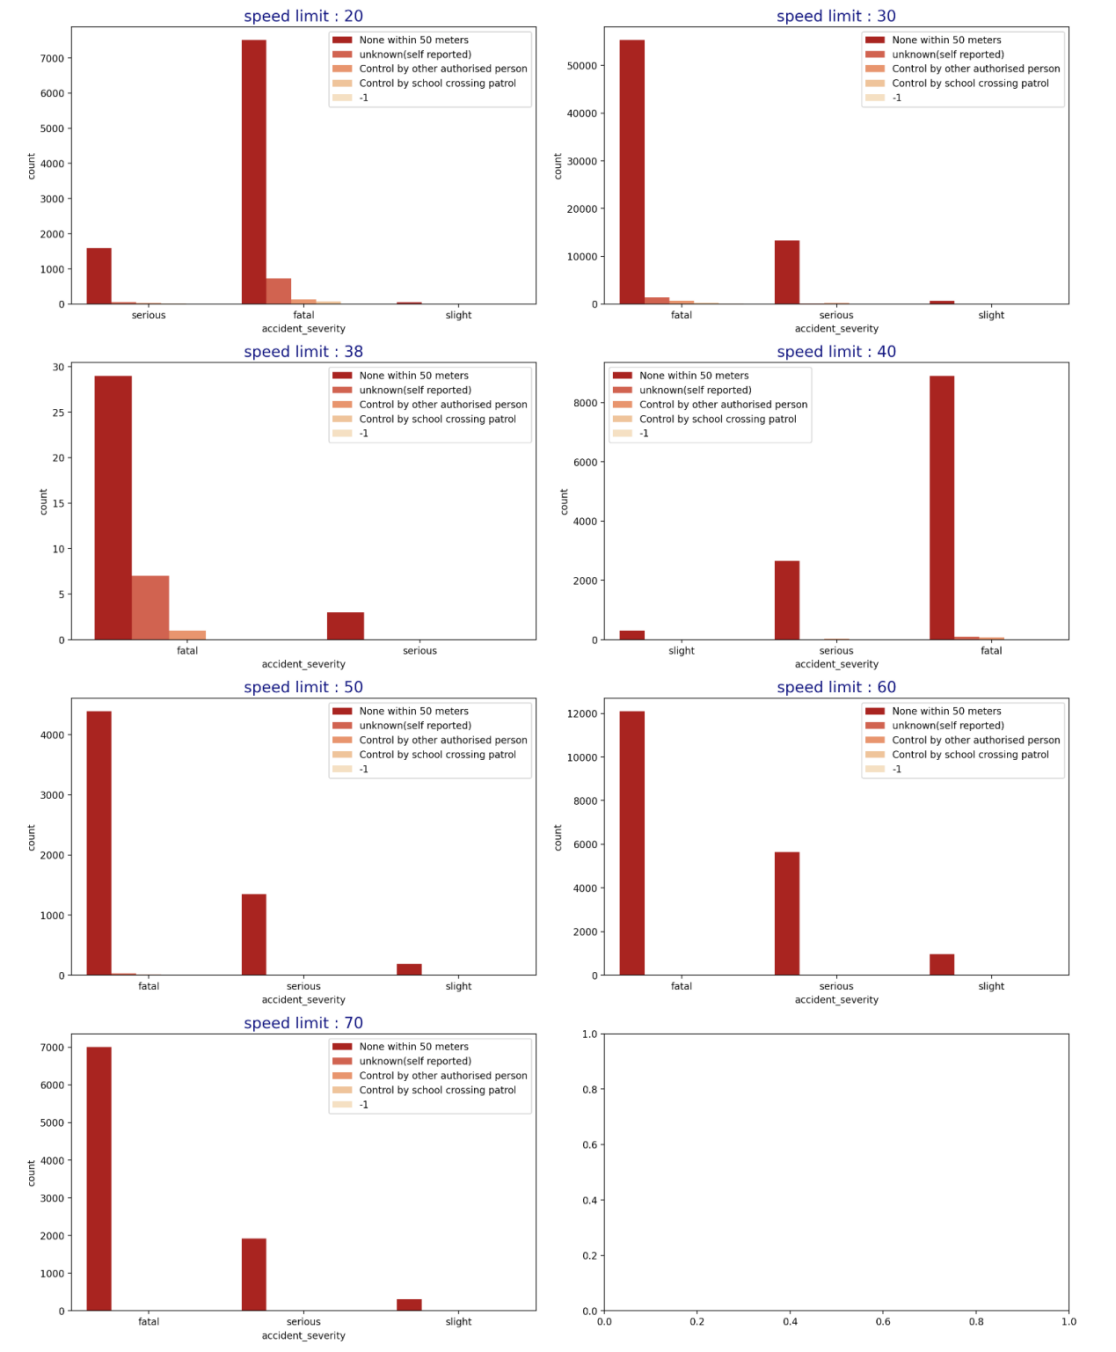 speed limit : 20
7000
6000
5000
4000
3000
2000
1000
0
count
None within 50 meters
unknown(self reported)
Control by other authorised person
Control by school crossing patrol
-1
serious
fatal
slight
accident_severity
speed limit : 30
50000
40000
30000
20000
10000
0
count
None within 50 meters
unknown(self reported)
Control by other authorised person
Control by school crossing patrol
-1
fatal
serious
slight
accident_severity
speed limit : 38
30
25
20
15
10
5
0
count
None within 50 meters
unknown(self reported)
Control by other authorised person
Control by school crossing patrol
-1
fatal
serious
accident_severity
speed limit : 40
8000
6000
4000
2000
0
count
None within 50 meters
unknown(self reported)
Control by other authorised person
Control by school crossing patrol
-1
slight
serious
fatal
accident_severity
speed limit : 50
4000
3000
2000
1000
0
count
None within 50 meters
unknown(self reported)
Control by other authorised person
Control by school crossing patrol
-1
fatal
serious
slight
accident_severity
speed limit : 60
12000
10000
8000
6000
4000
2000
0
count
None within 50 meters
unknown(self reported)
Control by other authorised person
Control by school crossing patrol
-1
fatal
serious
slight
accident_severity
speed limit : 70
7000
6000
5000
4000
3000
2000
1000
0
count
None within 50 meters
unknown(self reported)
Control by other authorised person
Control by school crossing patrol
-1
fatal
serious
slight
accident_severity
1.0
0.8
0.6
0.4
0.2
0.0
0.0 0.2 0.4 0.6 0.8 1.0